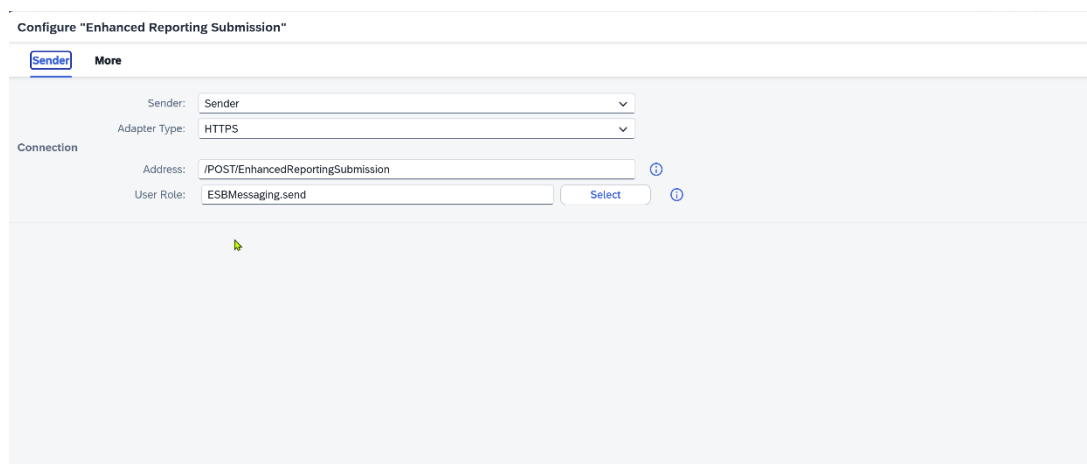 Configure "Enhanced Reporting Submission"
Sender More
Sender: Sender
Adapter Type: HTTPS
Connection
Address: /POST/EnhancedReportingSubmission
User Role: ESBMessaging.send Select